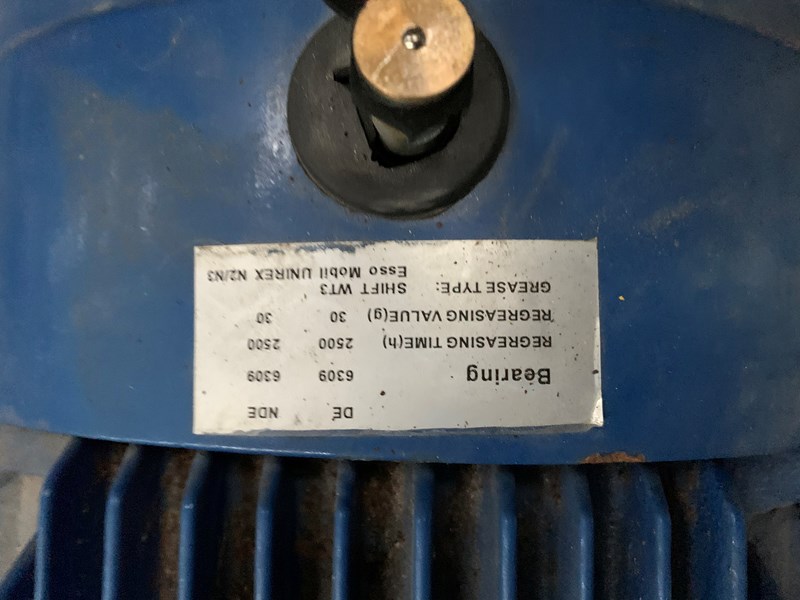 DE NDE
Bearing 6309 6309
REGREASING TIME(h) 2500 2500
REGREASING VALUE(g) 30 30
GREASE TYPE: SHIFT WT3
Esso Mobil UNIREX N2/N3